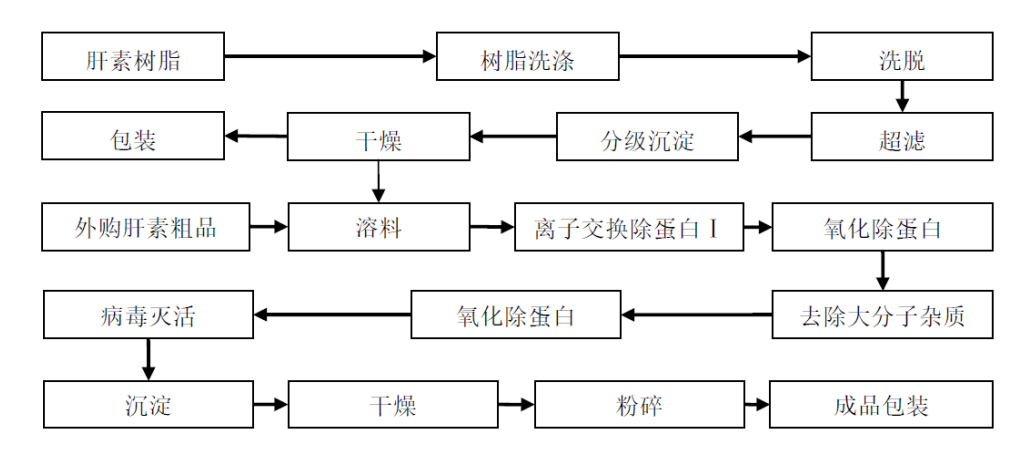 肝素树脂 树脂洗涤 洗脱
包装 干燥 分级沉淀 超滤
外购肝素粗品 溶料 离子交换除蛋白Ⅰ 氧化除蛋白
病毒灭活 氧化除蛋白 去除大分子杂质
沉淀 干燥 粉碎 成品包装